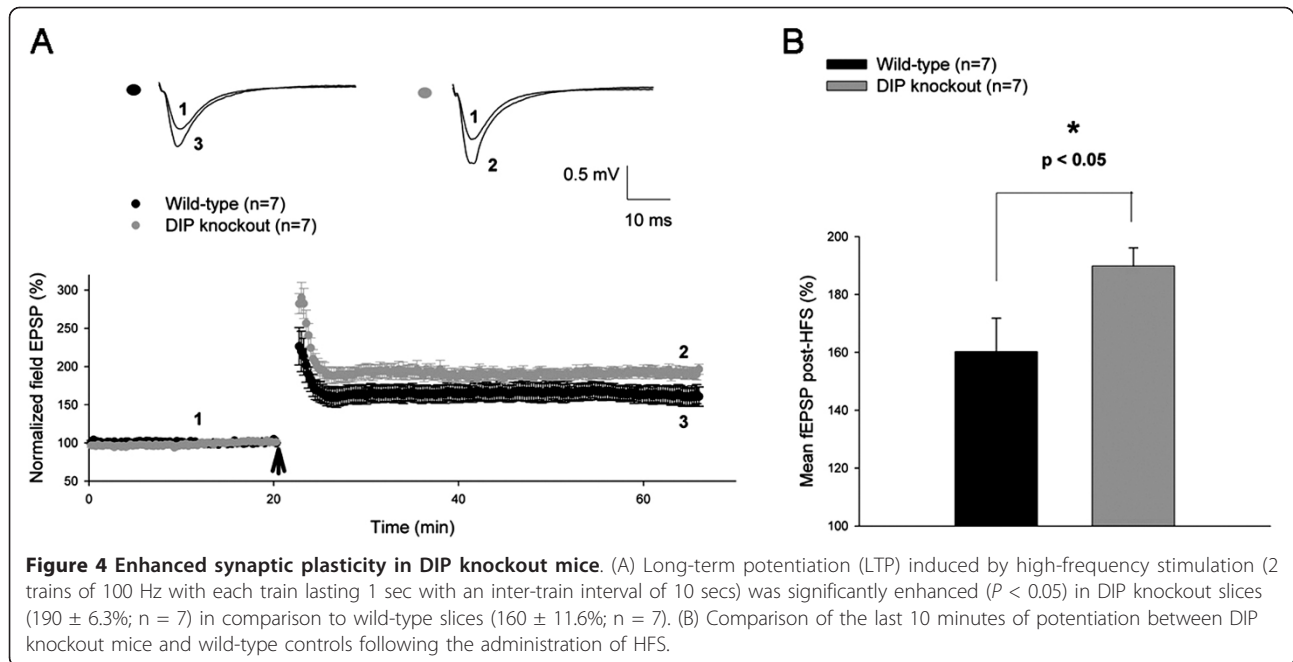 A
1
3
1
2
0.5 mV
10 ms
Wild-type (n=7)
DIP knockout (n=7)
Normalized field EPSP (%)
300
250
200
150
100
50
1
2
3
0
20
40
60
Time (min)
B
Wild-type (n=7)
DIP knockout (n=7)
*
p < 0.05
Mean fEPSP post-HFS (%)
200
180
160
140
120
100
Figure 4 Enhanced synaptic plasticity in DIP knockout mice. (A) Long-term potentiation (LTP) induced by high-frequency stimulation (2
trains of 100 Hz with each train lasting 1 sec with an inter-train interval of 10 secs) was significantly enhanced (P < 0.05) in DIP knockout slices
(190 ± 6.3%; n = 7) in comparison to wild-type slices (160 ± 11.6%; n = 7). (B) Comparison of the last 10 minutes of potentiation between DIP
knockout mice and wild-type controls following the administration of HFS.